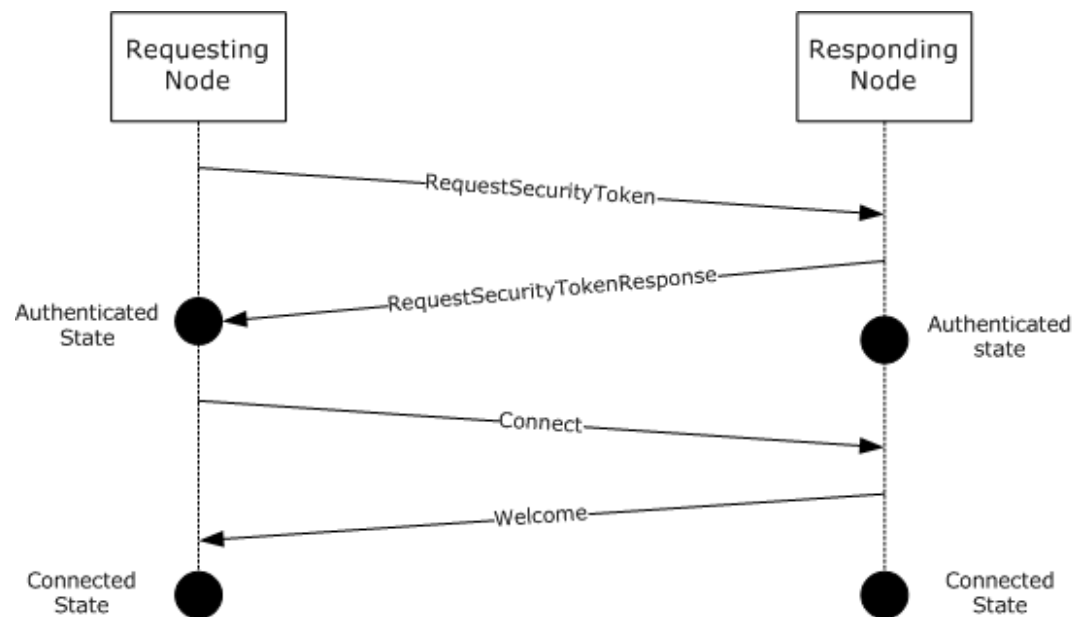 Requesting
Node
Responding
Node
RequestSecurityToken
RequestSecurityTokenResponse
Authenticated
State
Authenticated
state
Connect
Welcome
Connected
State
Connected
State